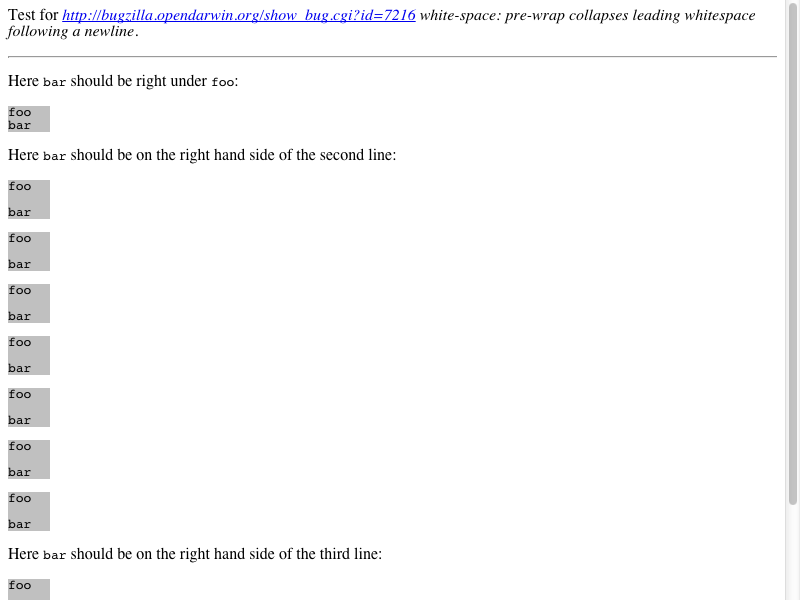 Test for http://bugzilla.opendarwin.org/show_bug.cgi?id=7216 white-space: pre-wrap collapses leading whitespace
following a newline.
Here bar should be right under foo:
foo
bar
Here bar should be on the right hand side of the second line:
foo
bar
foo
bar
foo
bar
foo
bar
foo
bar
foo
bar
foo
bar
Here bar should be on the right hand side of the third line:
foo